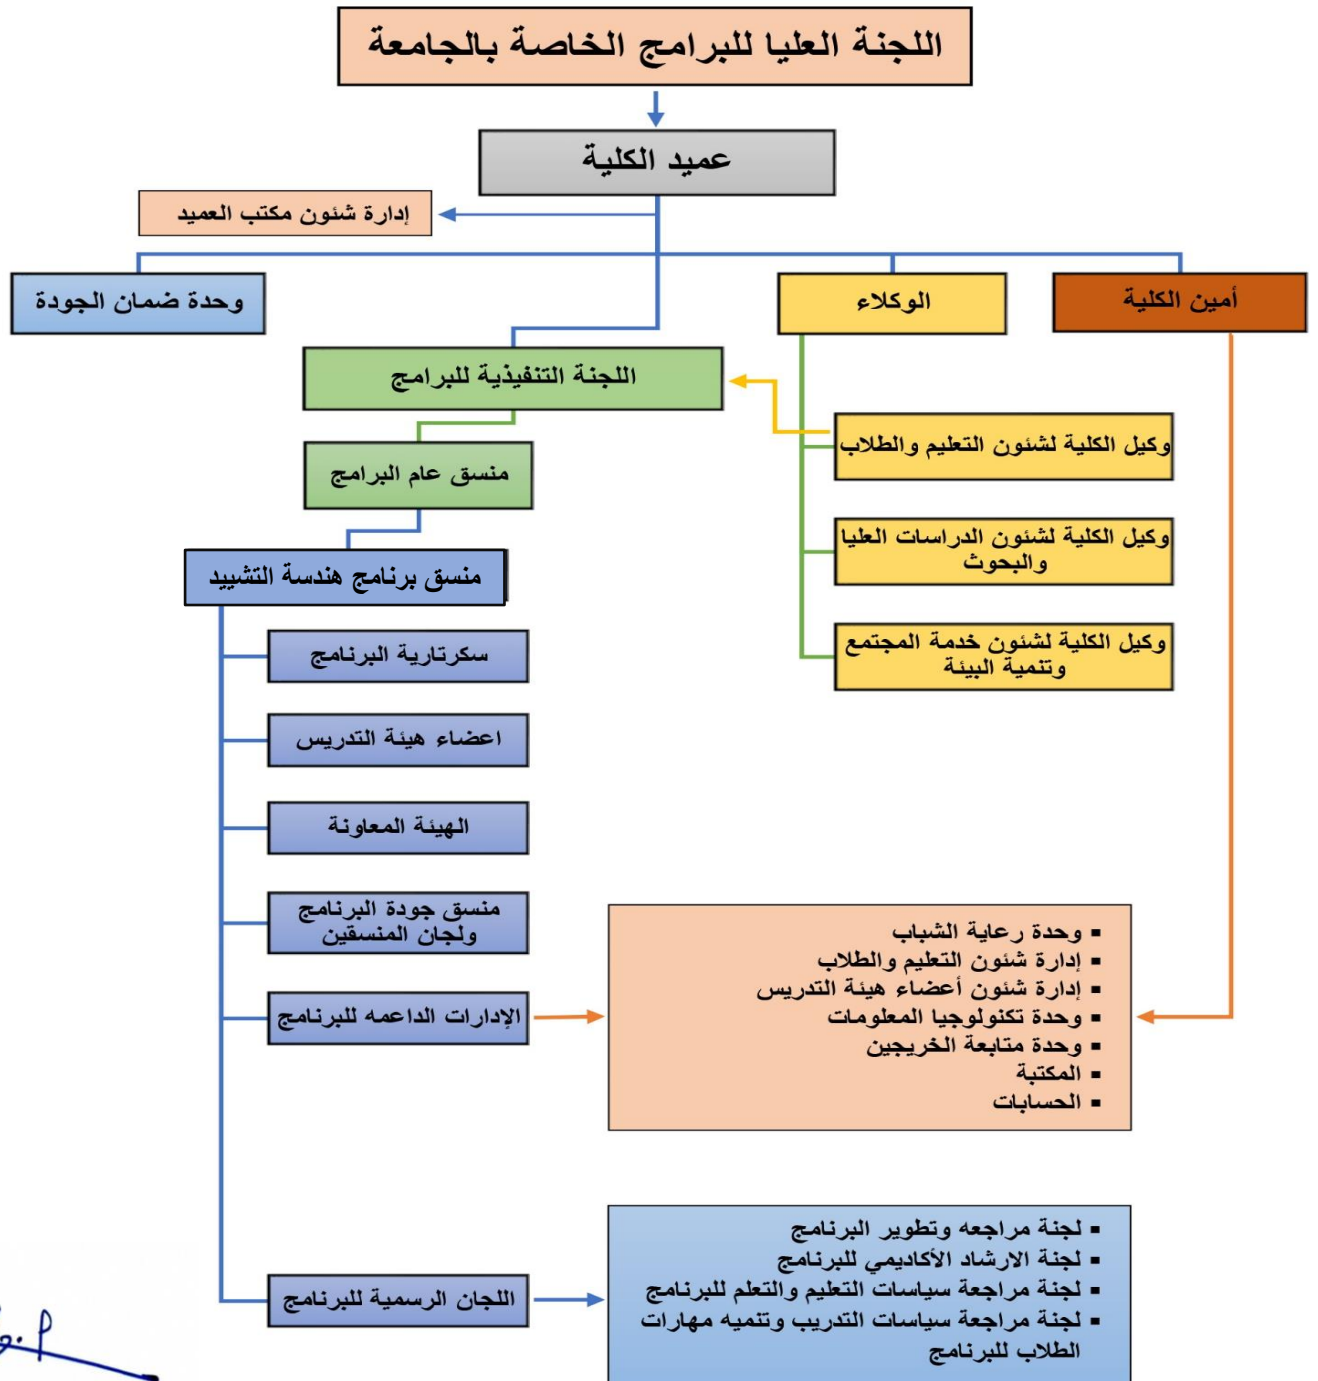 اللجنة العليا للبرامج الخاصة بالجامعة
عميد الكلية
إدارة شئون مكتب العميد
أمين الكلية
الوكلاء
وحدة ضمان الجودة
اللجنة التنفيذية للبرامج
وكيل الكلية لشئون التعليم والطلاب
منسق عام البرامج
وكيل الكلية لشئون الدراسات العليا
والبحوث
منسق برنامج هندسة التشييد
وكيل الكلية لشئون خدمة المجتمع
وتنمية البيئة
سكرتارية البرنامج
اعضاء هيئة التدريس
الهيئة المعاونة
منسق جودة البرنامج
ولجان المنسقين
الإدارات الداعمه للبرنامج
▪ وحدة رعاية الشباب
▪ إدارة شئون التعليم والطلاب
▪ إدارة شئون أعضاء هيئة التدريس
▪ وحدة تكنولوجيا المعلومات
▪ وحدة متابعة الخريجين
▪ المكتبة
▪ الحسابات
اللجان الرسمية للبرنامج
▪ لجنة مراجعه وتطوير البرنامج
▪ لجنة الارشاد الأكاديمي للبرنامج
▪ لجنة مراجعة سياسات التعليم والتعلم للبرنامج
▪ لجنة مراجعة سياسات التدريب وتنميه مهارات
الطلاب للبرنامج